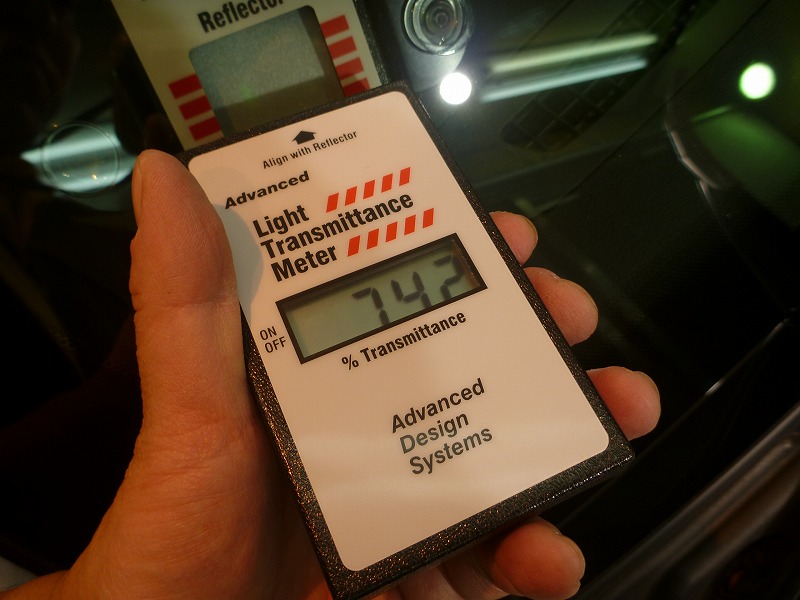 Reflector
Align with Reflector
Advanced
Light
Transmittance
Meter
74.2
ON
OFF
% Transmittance
Advanced
Design
Systems